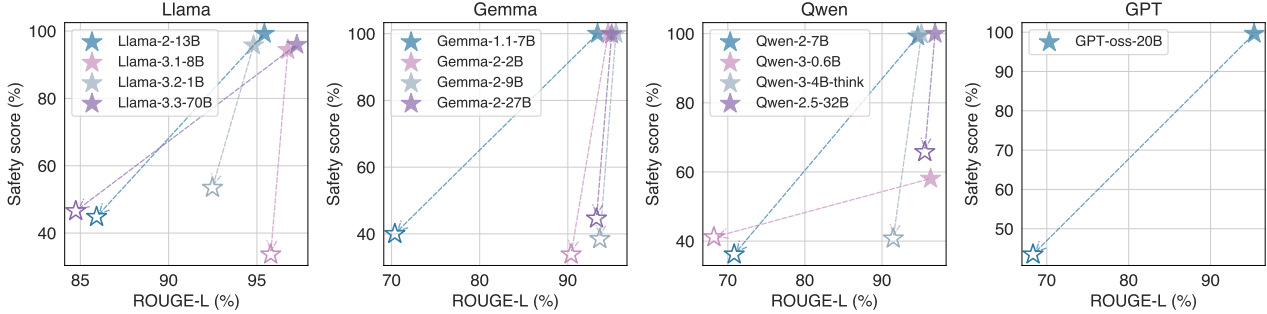 Llama
100
80
60
40
85
90
95
Safety score (%)
ROUGE-L (%)
Llama-2-13B
Llama-3.1-8B
Llama-3.2-1B
Llama-3.3-70B
Gemma
100
80
60
40
70
80
90
Safety score (%)
ROUGE-L (%)
Gemma-1.1-7B
Gemma-2-2B
Gemma-2-9B
Gemma-2-27B
Qwen
100
80
60
40
70
80
90
Safety score (%)
ROUGE-L (%)
Qwen-2-7B
Qwen-3-0.6B
Qwen-3-4B-think
Qwen-2.5-32B
GPT
100
90
80
70
60
50
70
80
90
Safety score (%)
ROUGE-L (%)
GPT-oss-20B